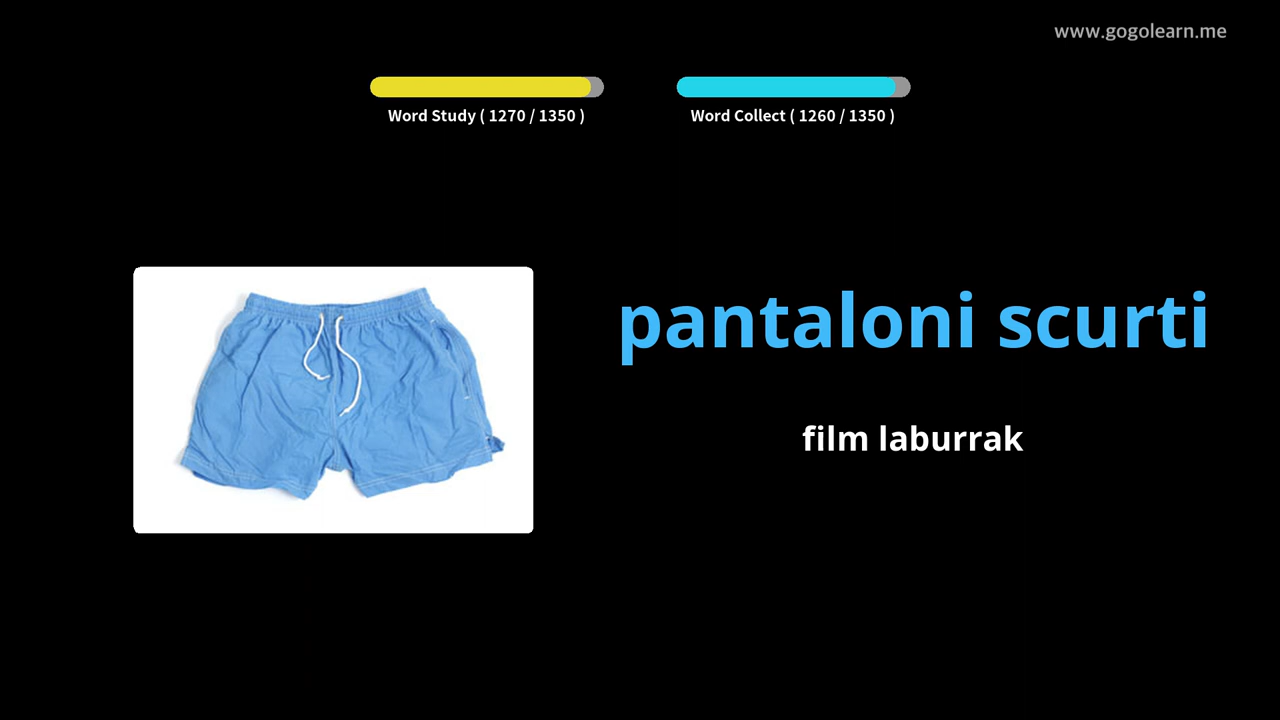 www.gogolearn.me
Word Study ( 1270 / 1350 )
Word Collect ( 1260 / 1350 )
pantaloni scurti
film laburrak